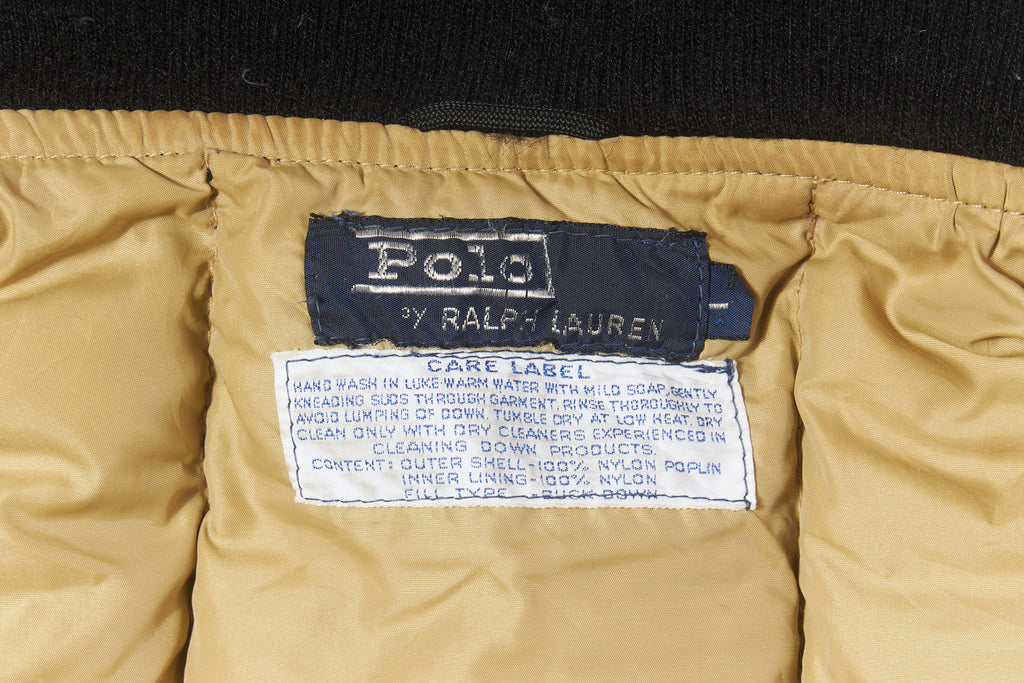 Polo
BY RALPH LAUREN
L
CARE LABEL
HAND WASH IN LUKE-WARM WATER WITH MILD SOAP, GENTLY
KNEADING SUDS THROUGH GARMENT. RINSE THOROUGHLY TO
AVOID LUMPING OF DOWN. TUMBLE DRY AT LOW HEAT. DRY
CLEAN ONLY WITH DRY CLEANERS EXPERIENCED IN
CLEANING DOWN PRODUCTS.
CONTENT: OUTER SHELL-100% NYLON POPLIN
INNER LINING-100% NYLON
FILL TYPE -DUCK DOWN